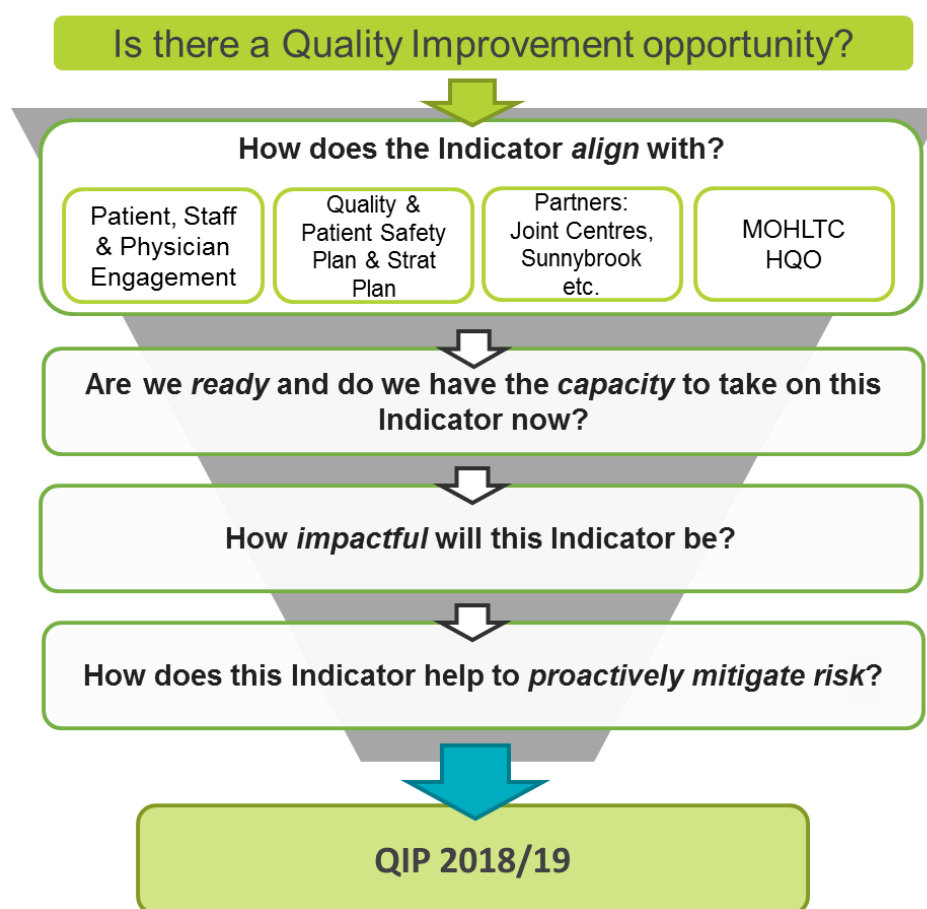 Is there a Quality Improvement opportunity?
How does the Indicator align with?
Patient, Staff
& Physician
Engagement
Quality &
Patient Safety
Plan & Strat
Plan
Partners:
Joint Centres,
Sunnybrook
etc.
MOHLTC
HQO
Are we ready and do we have the capacity to take on this
Indicator now?
How impactful will this Indicator be?
How does this Indicator help to proactively mitigate risk?
QIP 2018/19